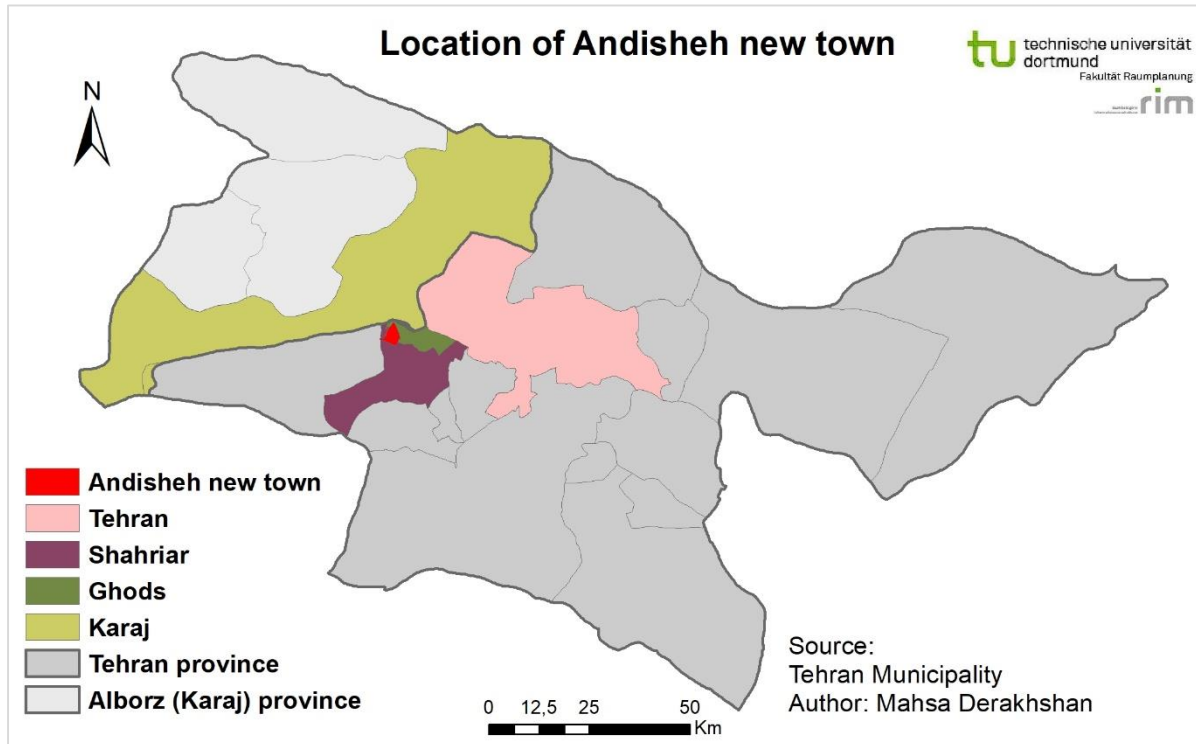 Location of Andisheh new town
tu technische universität
dortmund
Fakultät Raumplanung
rim
N
Andisheh new town
Tehran
Shahriar
Ghods
Karaj
Tehran province
Alborz (Karaj) province
0 12,5 25 50
Km
Source:
Tehran Municipality
Author: Mahsa Derakhshan